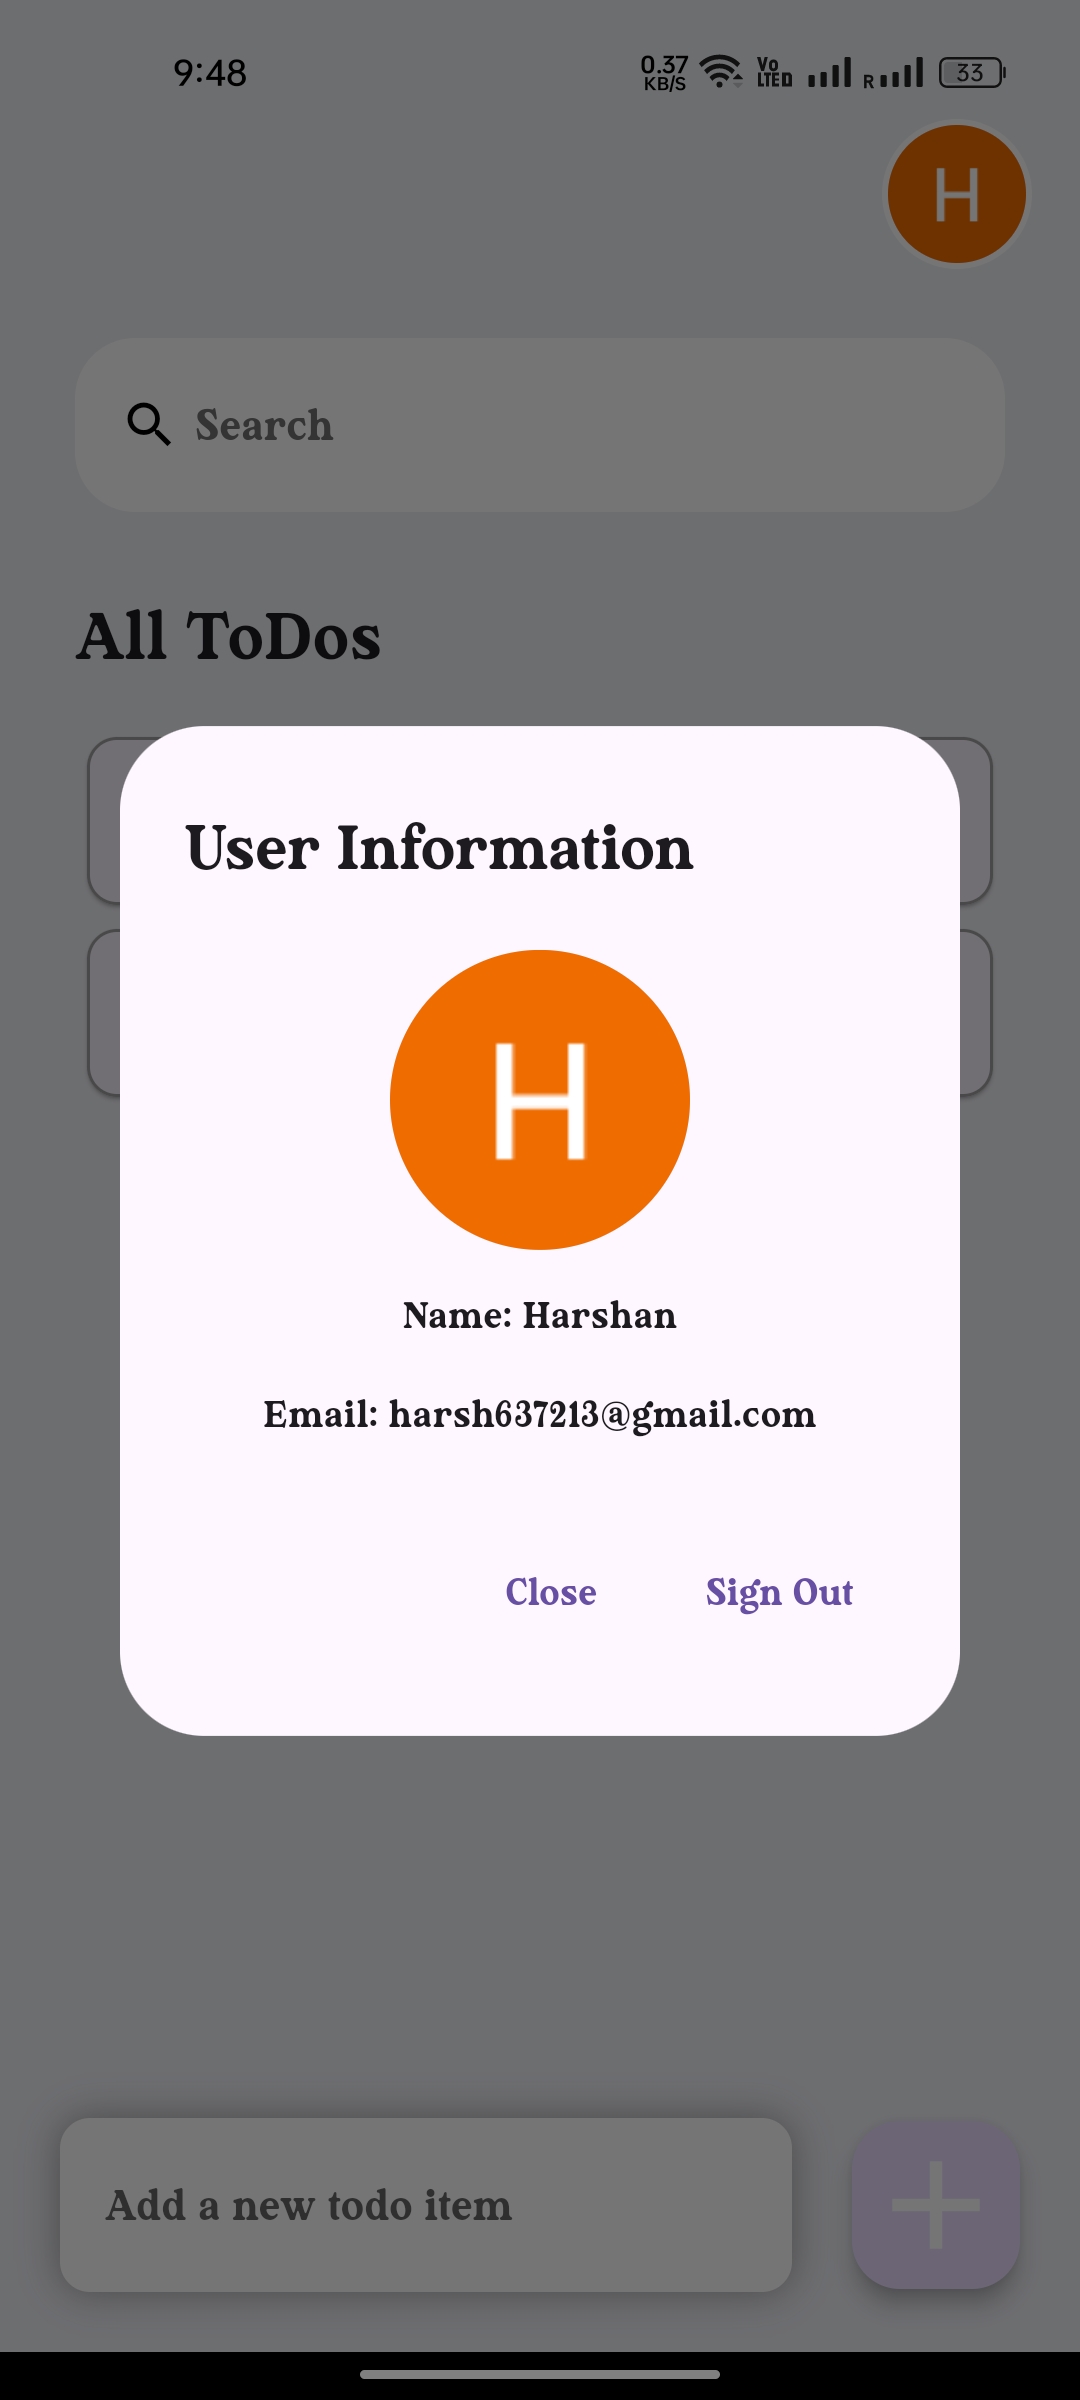 9:48
0.37
KB/S
Vo
LTED
R
33
H
Search
All ToDos
User Information
H
Name: Harshan
Email: harsh637213@gmail.com
Close
Sign Out
Add a new todo item